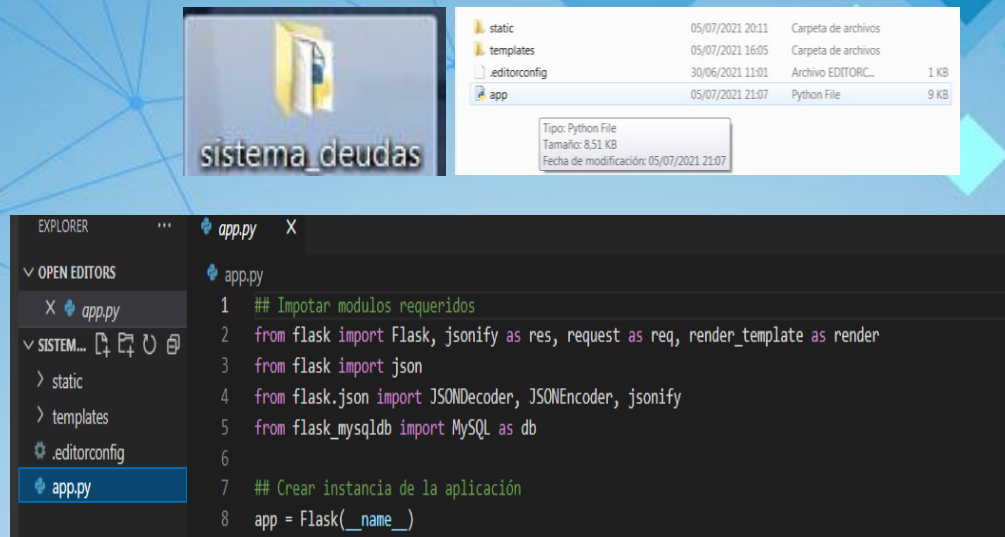 sistema_deudas
static 05/07/2021 20:11 Carpeta de archivos
templates 05/07/2021 16:05 Carpeta de archivos
.editorconfig 30/06/2021 11:01 Archivo EDITORC... 1 KB
app 05/07/2021 21:07 Python File 9 KB
Tipo: Python File
Tamaño: 8,51 KB
Fecha de modificación: 05/07/2021 21:07
EXPLORER ...
OPEN EDITORS
X app.py
SISTEM...
> static
> templates
.editorconfig
app.py
app.py X
app.py
1 ## Impotar modulos requeridos
2 from flask import Flask, jsonify as res, request as req, render_template as render
3 from flask import json
4 from flask.json import JSONDecoder, JSONEncoder, jsonify
5 from flask_mysqldb import MySQL as db
6
7 ## Crear instancia de la aplicación
8 app = Flask(__name__)